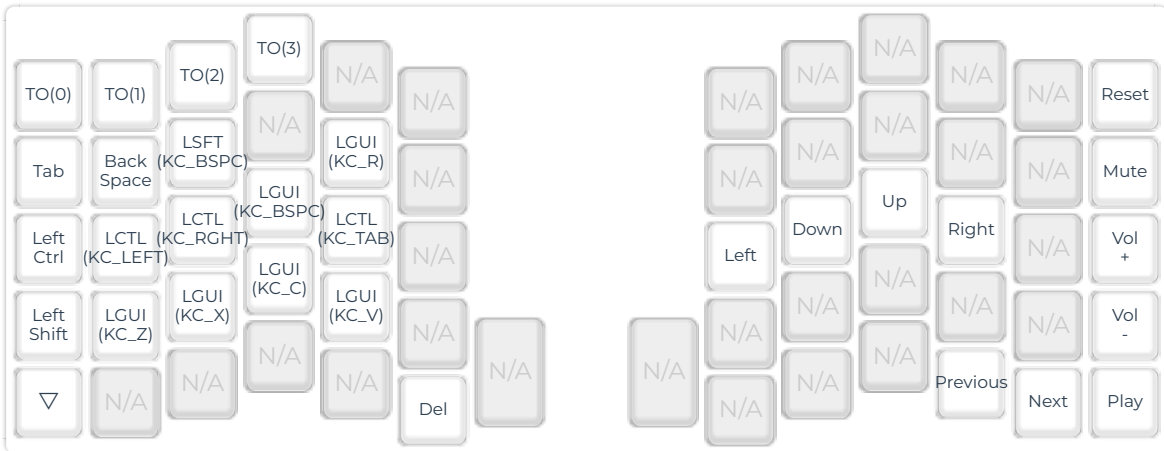 TO(0)
TO(1)
TO(2)
TO(3)
N/A
N/A
N/A
N/A
N/A
N/A
N/A
Reset
Tab
Back
Space
LSFT
(KC_BSPC)
N/A
LGUI
(KC_R)
N/A
N/A
N/A
N/A
N/A
N/A
Mute
Left
Ctrl
LCTL
(KC_LEFT)
LCTL
(KC_RGHT)
LGUI
(KC_BSPC)
LCTL
(KC_TAB)
N/A
Left
Down
Up
Right
N/A
Vol
+
Left
Shift
LGUI
(KC_Z)
LGUI
(KC_X)
LGUI
(KC_C)
LGUI
(KC_V)
N/A
N/A
N/A
N/A
N/A
N/A
Vol
-
▽
N/A
N/A
N/A
N/A
Del
N/A
N/A
N/A
N/A
N/A
Previous
Next
Play